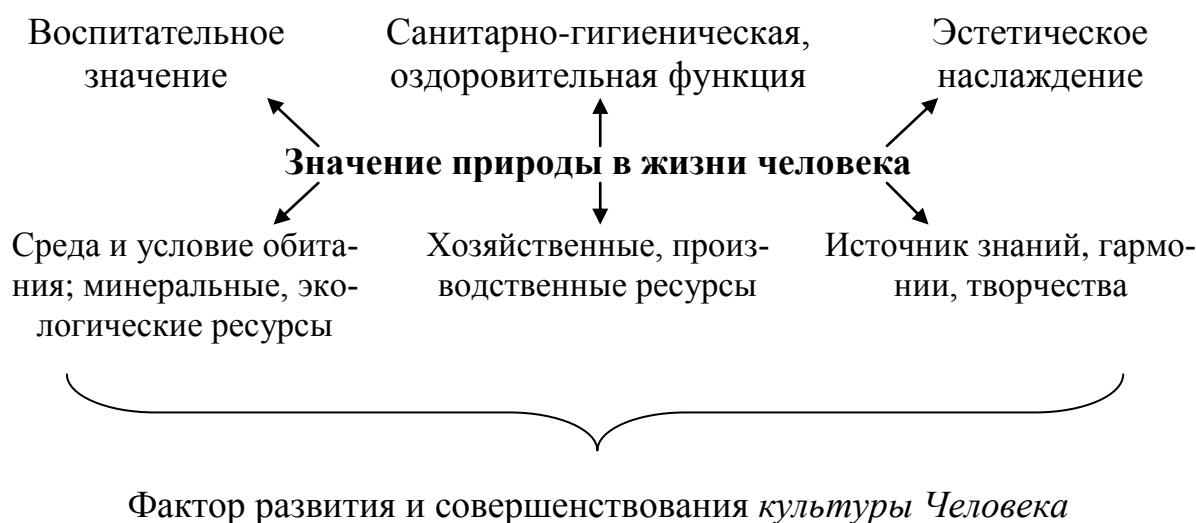 Воспитательное
значение
Санитарно-гигиеническая,
оздоровительная функция
Эстетическое
наслаждение
Значение природы в жизни человека
Среда и условие обита-
ния; минеральные, эко-
логические ресурсы
Хозяйственные, произ-
водственные ресурсы
Источник знаний, гармо-
нии, творчества
Фактор развития и совершенствования культуры Человека